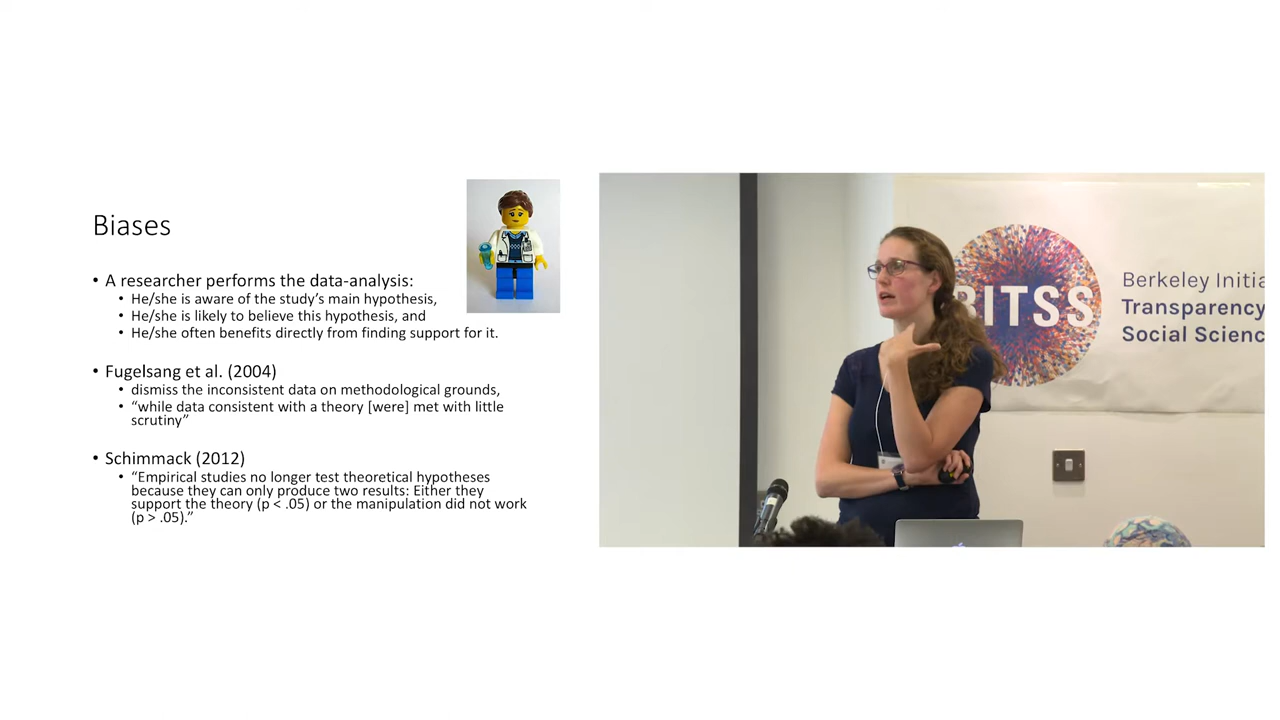 Biases
• A researcher performs the data-analysis:
• He/she is aware of the study's main hypothesis,
• He/she is likely to believe this hypothesis, and
• He/she often benefits directly from finding support for it.
• Fugelsang et al. (2004)
• dismiss the inconsistent data on methodological grounds,
• “while data consistent with a theory [were] met with little
scrutiny”
• Schimmack (2012)
• “Empirical studies no longer test theoretical hypotheses
because they can only produce two results: Either they
support the theory (p < .05) or the manipulation did not work
(p > .05).”
BITSS
Berkeley Initia
Transparency
Social Scienc